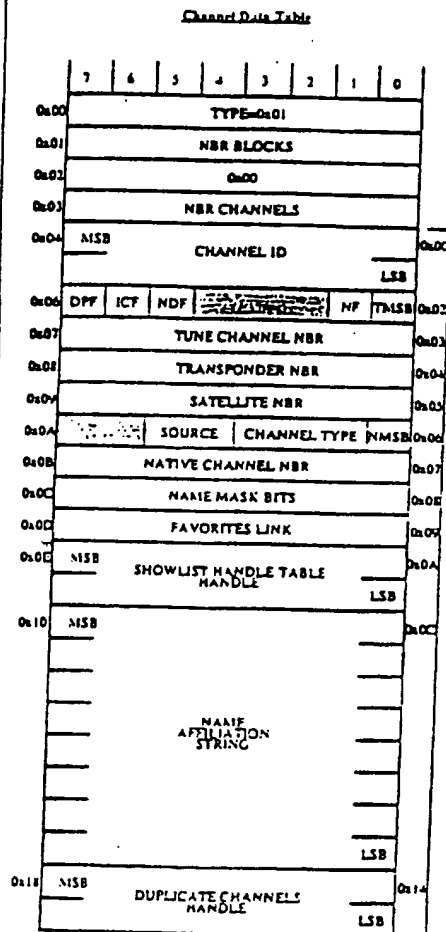 Channel Data Table
7 6 5 4 3 2 1 0
0x00 TYPE=0x01
0x01 NBR BLOCKS
0x02 0x00
0x03 NBR CHANNELS
0x04 MSB CHANNEL ID LSB 0x00
0x06 DPF ICF NDF NF TMSB 0x02
0x07 TUNE CHANNEL NBR 0x03
0x08 TRANSPONDER NBR 0x04
0x09 SATELLITE NBR 0x05
0x0A SOURCE CHANNEL TYPE NMSB 0x06
0x0B NATIVE CHANNEL NBR 0x07
0x0C NAME MASK BITS 0x08
0x0D FAVORITES LINK 0x09
0x0E MSB SHOWLIST HANDLE TABLE 0x0A
HANDLE LSB
0x10 MSB 0x0C
NAME
AFFILIATION
STRING
LSB
0x18 MSB DUPLICATE CHANNELS 0x14
HANDLE LSB